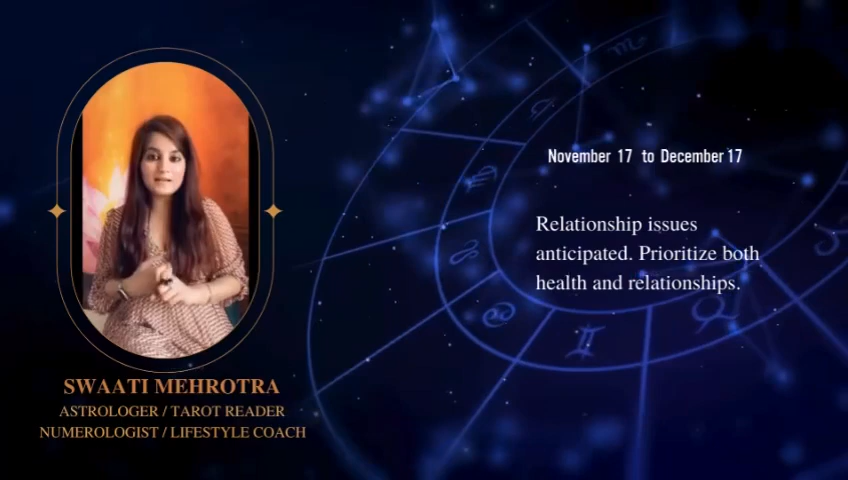 SWAATI MEHROTRA
ASTROLOGER / TAROT READER
NUMEROLOGIST / LIFESTYLE COACH
November 17 to December 17
Relationship issues
anticipated. Prioritize both
health and relationships.